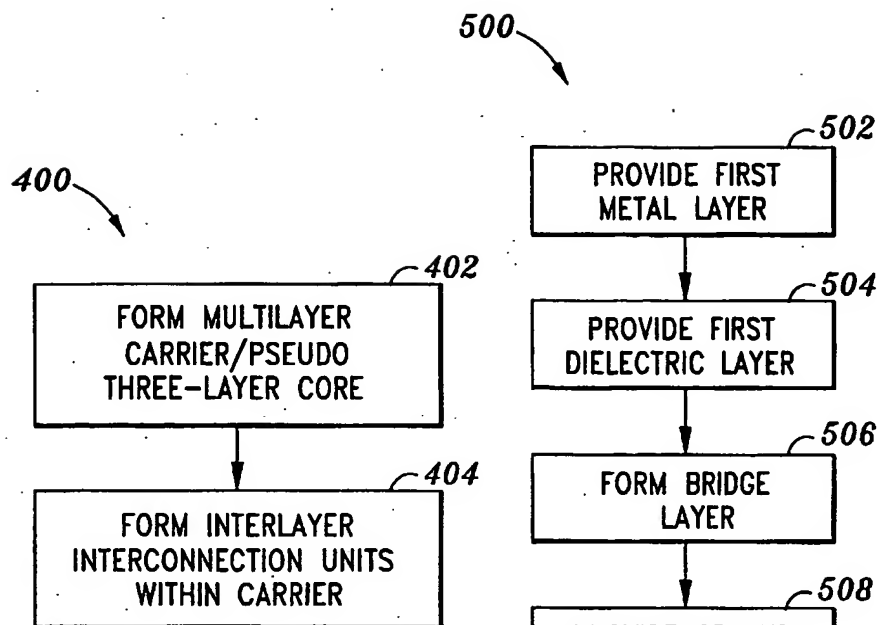 400
402
FORM MULTILAYER
CARRIER/PSEUDO
THREE-LAYER CORE
404
FORM INTERLAYER
INTERCONNECTION UNITS
WITHIN CARRIER
500
502
PROVIDE FIRST
METAL LAYER
504
PROVIDE FIRST
DIELECTRIC LAYER
506
FORM BRIDGE
LAYER
508